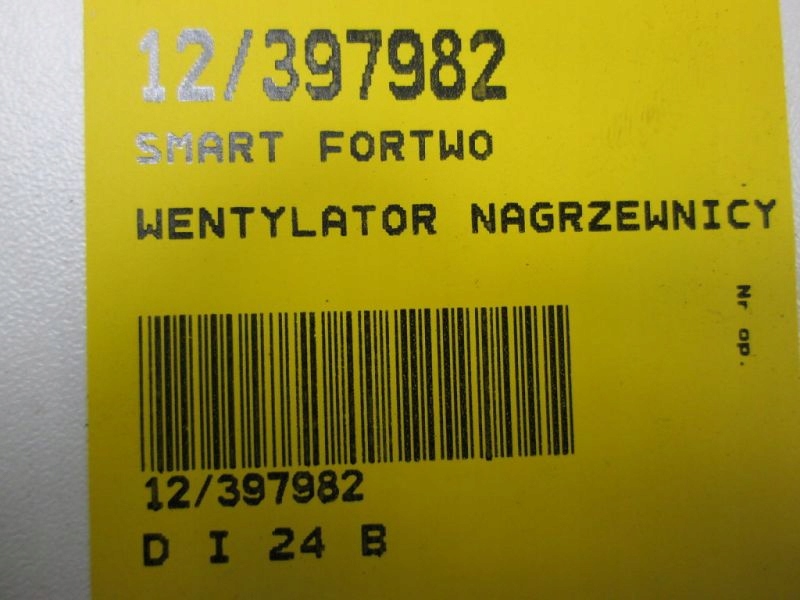 12/397982
SMART FORTWO
WENTYLATOR NAGRZEWNICY
Nr op.
12/397982
D I 24 B